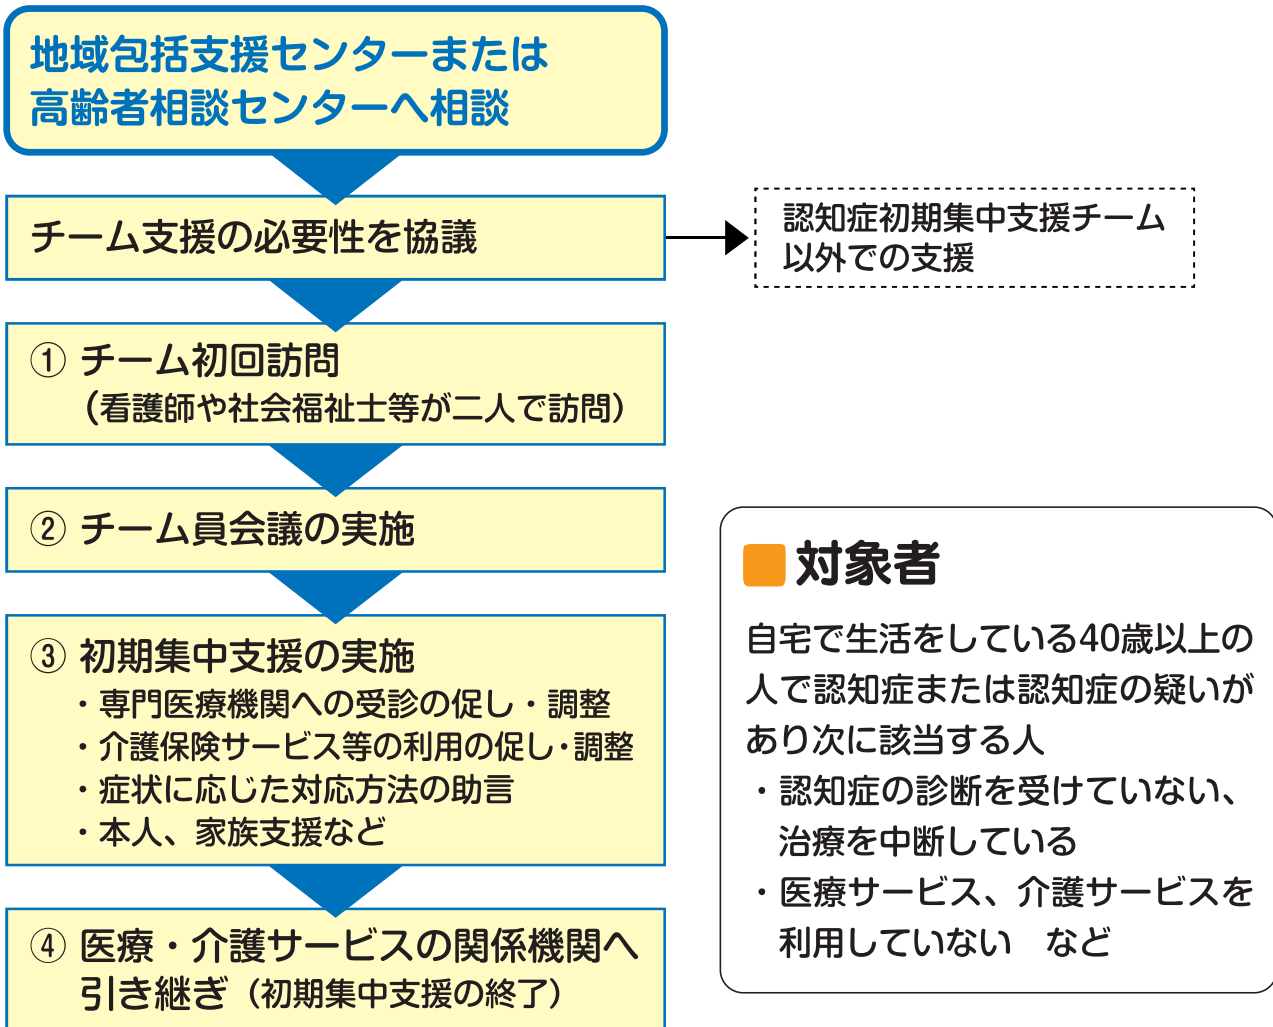 地域包括支援センターまたは
高齢者相談センターへ相談
チーム支援の必要性を協議
認知症初期集中支援チーム
以外での支援
① チーム初回訪問
（看護師や社会福祉士等が二人で訪問）
② チーム員会議の実施
③ 初期集中支援の実施
・専門医療機関への受診の促し・調整
・介護保険サービス等の利用の促し・調整
・症状に応じた対応方法の助言
・本人、家族支援など
④ 医療・介護サービスの関係機関へ
引き継ぎ（初期集中支援の終了）
対象者
自宅で生活をしている40歳以上の
人で認知症または認知症の疑いが
あり次に該当する人
・認知症の診断を受けていない、
治療を中断している
・医療サービス、介護サービスを
利用していない　など